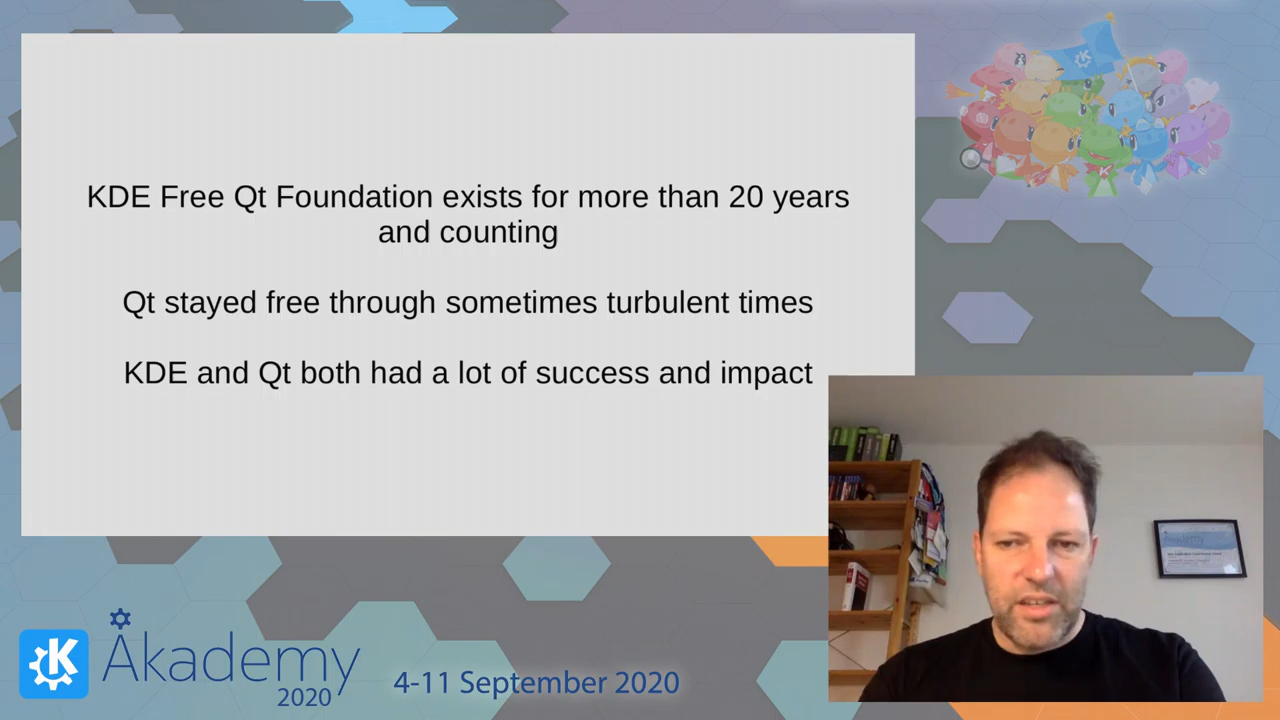 KDE Free Qt Foundation exists for more than 20 years
and counting
Qt stayed free through sometimes turbulent times
KDE and Qt both had a lot of success and impact
Akademy
Akademy
2020
4-11 September 2020